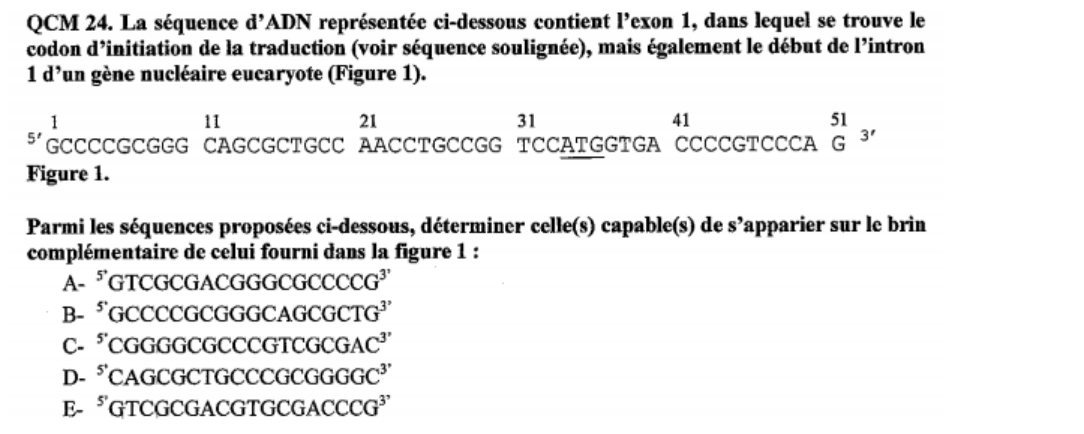 QCM 24. La séquence d'ADN représentée ci-dessous contient l'exon 1, dans lequel se trouve le
codon d'initiation de la traduction (voir séquence soulignée), mais également le début de l'intron
1 d'un gène nucléaire eucaryote (Figure 1).
1 11 21 31 41 51
5' GCCCCGCGGG CAGCGCTGCC AACCTGCCGG TCCATGGTGA CCCCGTCCCA G 3'
Figure 1.
Parmi les séquences proposées ci-dessous, déterminer celle(s) capable(s) de s'apparier sur le brin
complémentaire de celui fourni dans la figure 1 :
A- 5'GTCGCGACGGGCGCCCCG3'
B- 5'GCCCCGCGGGCAGCGCTG3'
C- 5'CGGGGCGCCCGTCGCGAC3'
D- 5'CAGCGCTGCCCGCGGGGC3'
E- 5'GTCGCGACGTGCGACCCG3'